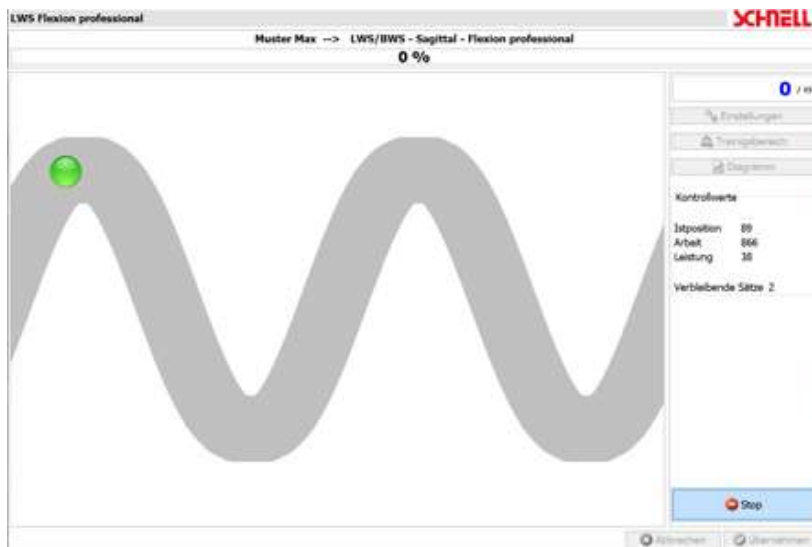 LWS Flexion professional
SCHNELL
Muster Max --> LWS/BWS - Sagittal - Flexion professional
0 %
0 /
Einstellungen
Trainigsbereich
Diagramm
Kontrollwerte
Istposition 89
Arbeit 866
Leistung 38
Verbleibende Sätze 2
Stop
Abbrechen
Übernehmen